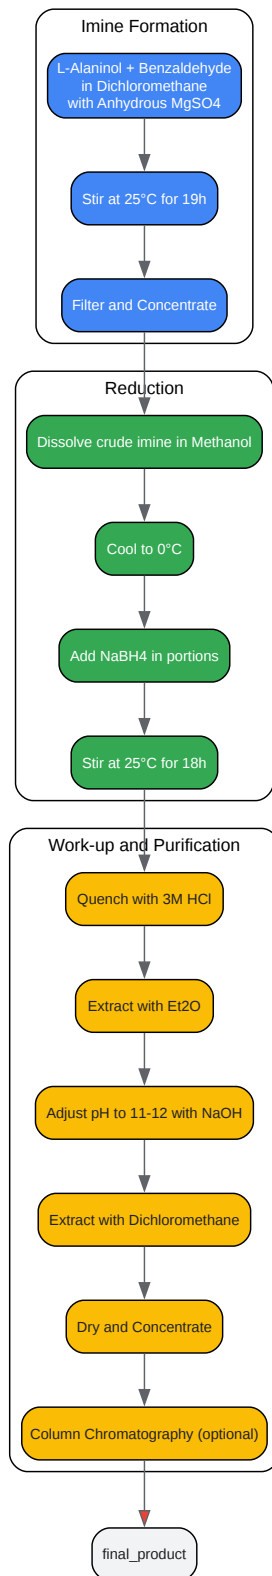 Imine Formation
L-Alaninol + Benzaldehyde
in Dichloromethane
with Anhydrous MgSO4
Stir at 25°C for 19h
Filter and Concentrate
Reduction
Dissolve crude imine in Methanol
Cool to 0°C
Add NaBH4 in portions
Stir at 25°C for 18h
Work-up and Purification
Quench with 3M HCl
Extract with Et2O
Adjust pH to 11-12 with NaOH
Extract with Dichloromethane
Dry and Concentrate
Column Chromatography (optional)
final_product